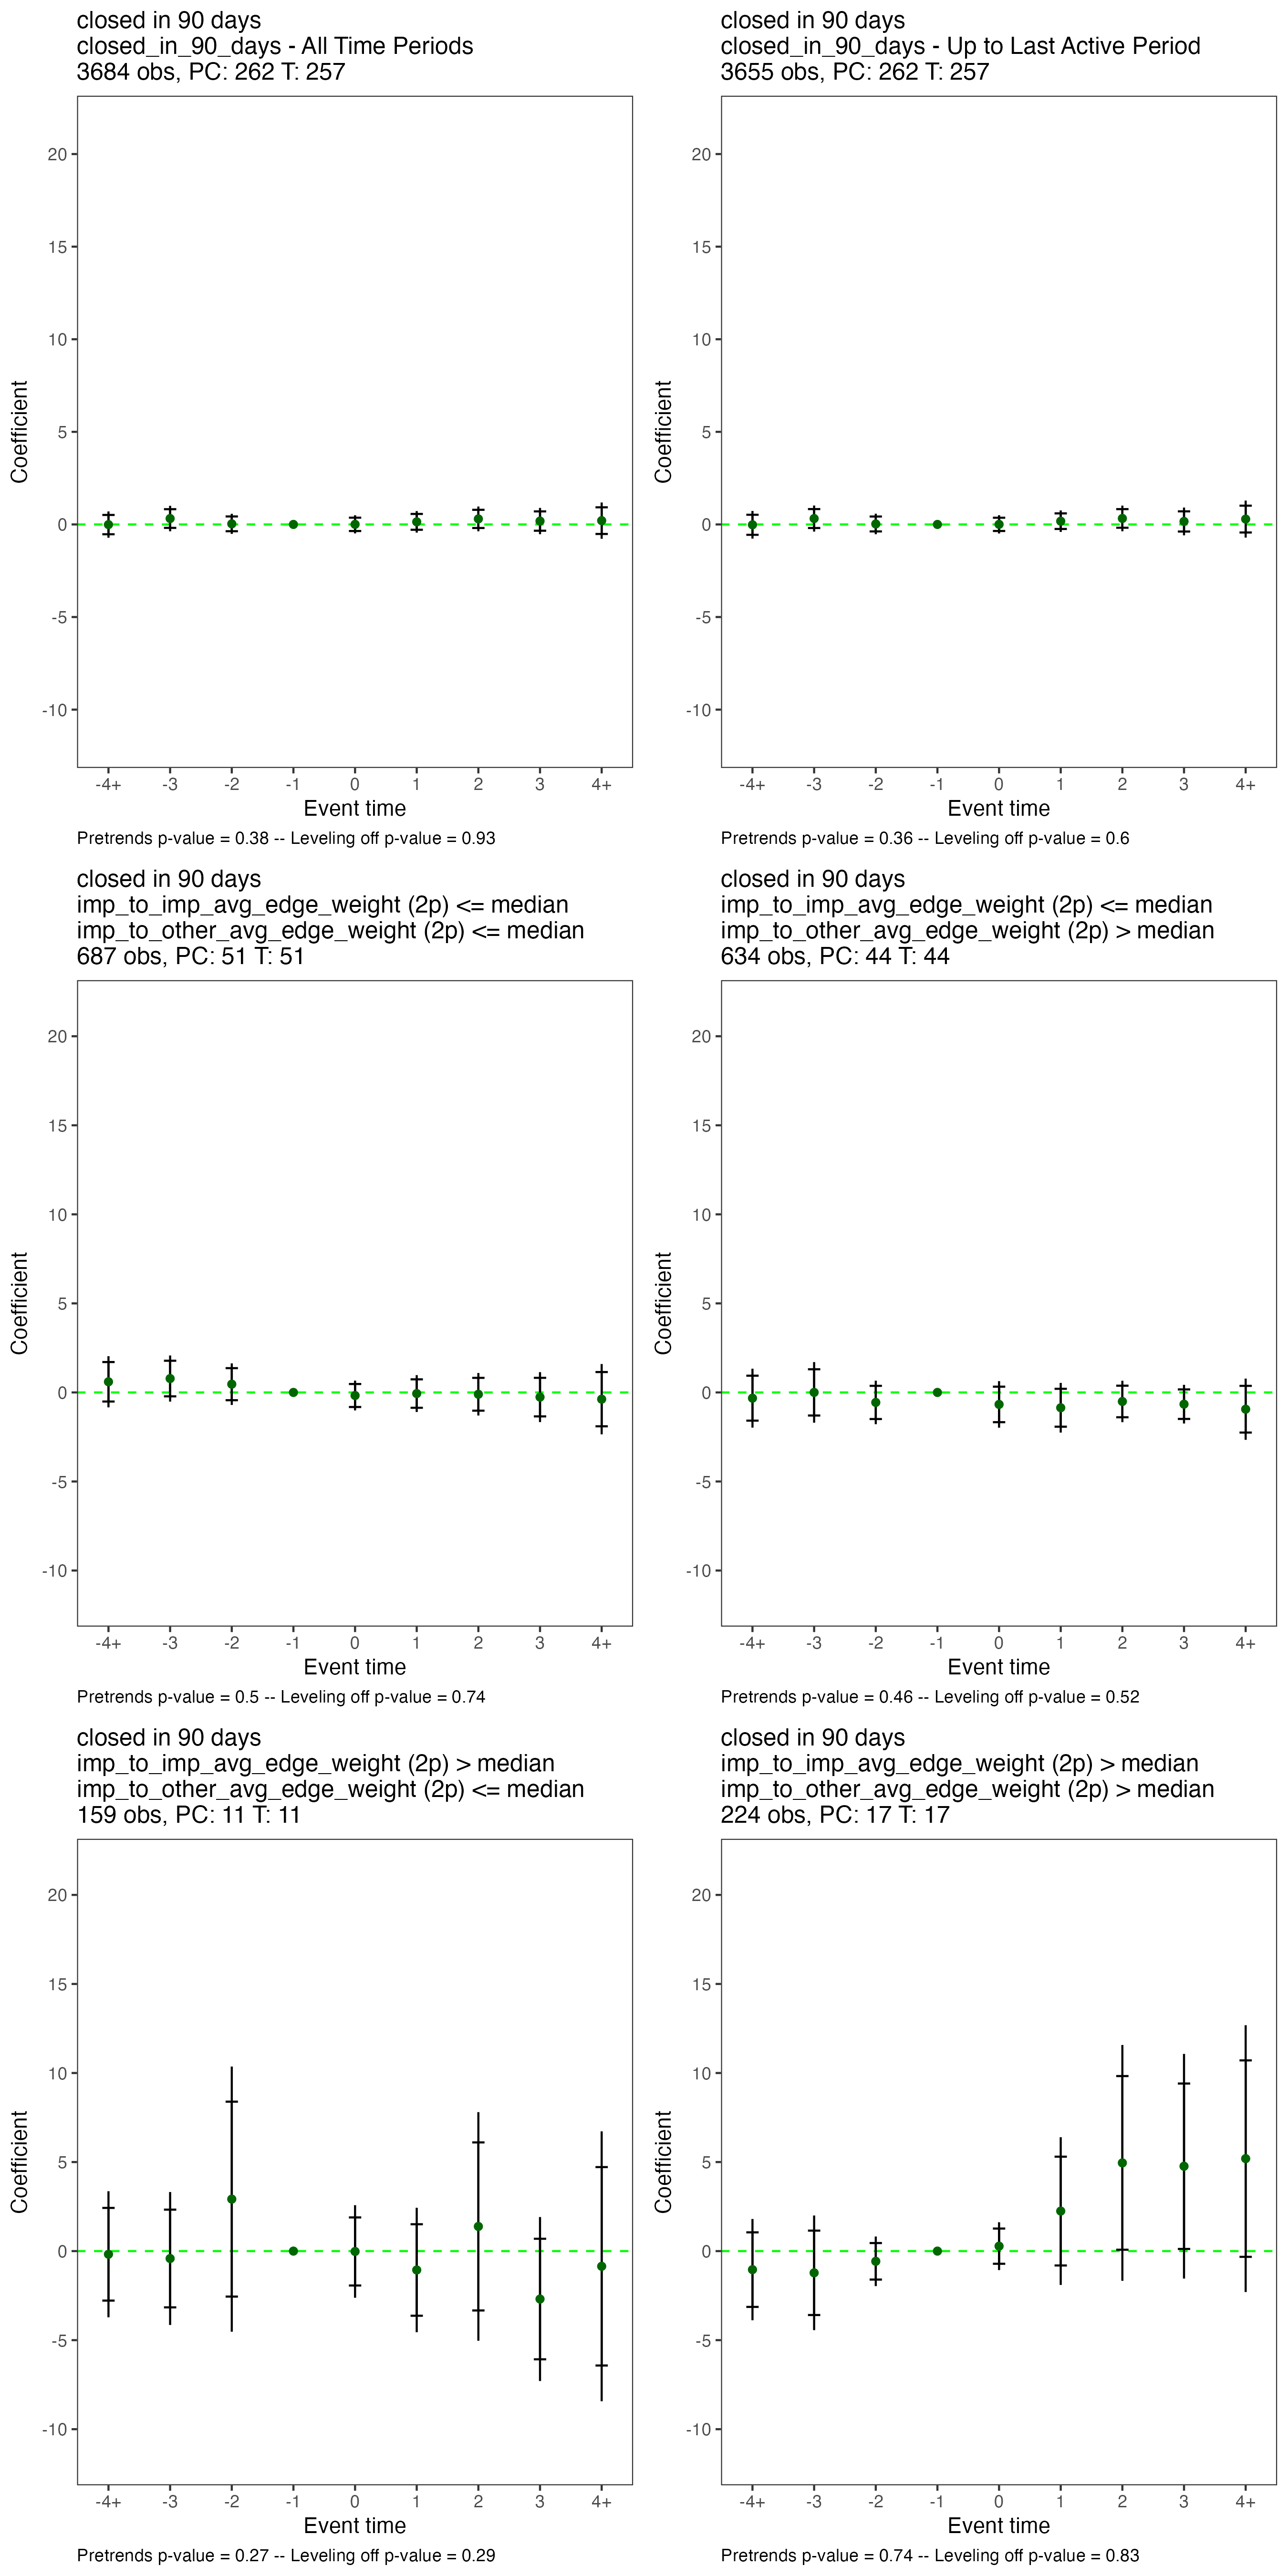 closed in 90 days
closed_in_90_days - All Time Periods
3684 obs, PC: 262 T: 257
20
15
10
5
0
-5
-10
Coefficient
-4+ -3 -2 -1 0 1 2 3 4+
Event time
Pretrends p-value = 0.38 -- Leveling off p-value = 0.93
closed in 90 days
closed_in_90_days - Up to Last Active Period
3655 obs, PC: 262 T: 257
20
15
10
5
0
-5
-10
Coefficient
-4+ -3 -2 -1 0 1 2 3 4+
Event time
Pretrends p-value = 0.36 -- Leveling off p-value = 0.6
closed in 90 days
imp_to_imp_avg_edge_weight (2p) <= median
imp_to_other_avg_edge_weight (2p) <= median
687 obs, PC: 51 T: 51
20
15
10
5
0
-5
-10
Coefficient
-4+ -3 -2 -1 0 1 2 3 4+
Event time
Pretrends p-value = 0.5 -- Leveling off p-value = 0.74
closed in 90 days
imp_to_imp_avg_edge_weight (2p) <= median
imp_to_other_avg_edge_weight (2p) > median
634 obs, PC: 44 T: 44
20
15
10
5
0
-5
-10
Coefficient
-4+ -3 -2 -1 0 1 2 3 4+
Event time
Pretrends p-value = 0.46 -- Leveling off p-value = 0.52
closed in 90 days
imp_to_imp_avg_edge_weight (2p) > median
imp_to_other_avg_edge_weight (2p) <= median
159 obs, PC: 11 T: 11
20
15
10
5
0
-5
-10
Coefficient
-4+ -3 -2 -1 0 1 2 3 4+
Event time
Pretrends p-value = 0.27 -- Leveling off p-value = 0.29
closed in 90 days
imp_to_imp_avg_edge_weight (2p) > median
imp_to_other_avg_edge_weight (2p) > median
224 obs, PC: 17 T: 17
20
15
10
5
0
-5
-10
Coefficient
-4+ -3 -2 -1 0 1 2 3 4+
Event time
Pretrends p-value = 0.74 -- Leveling off p-value = 0.83